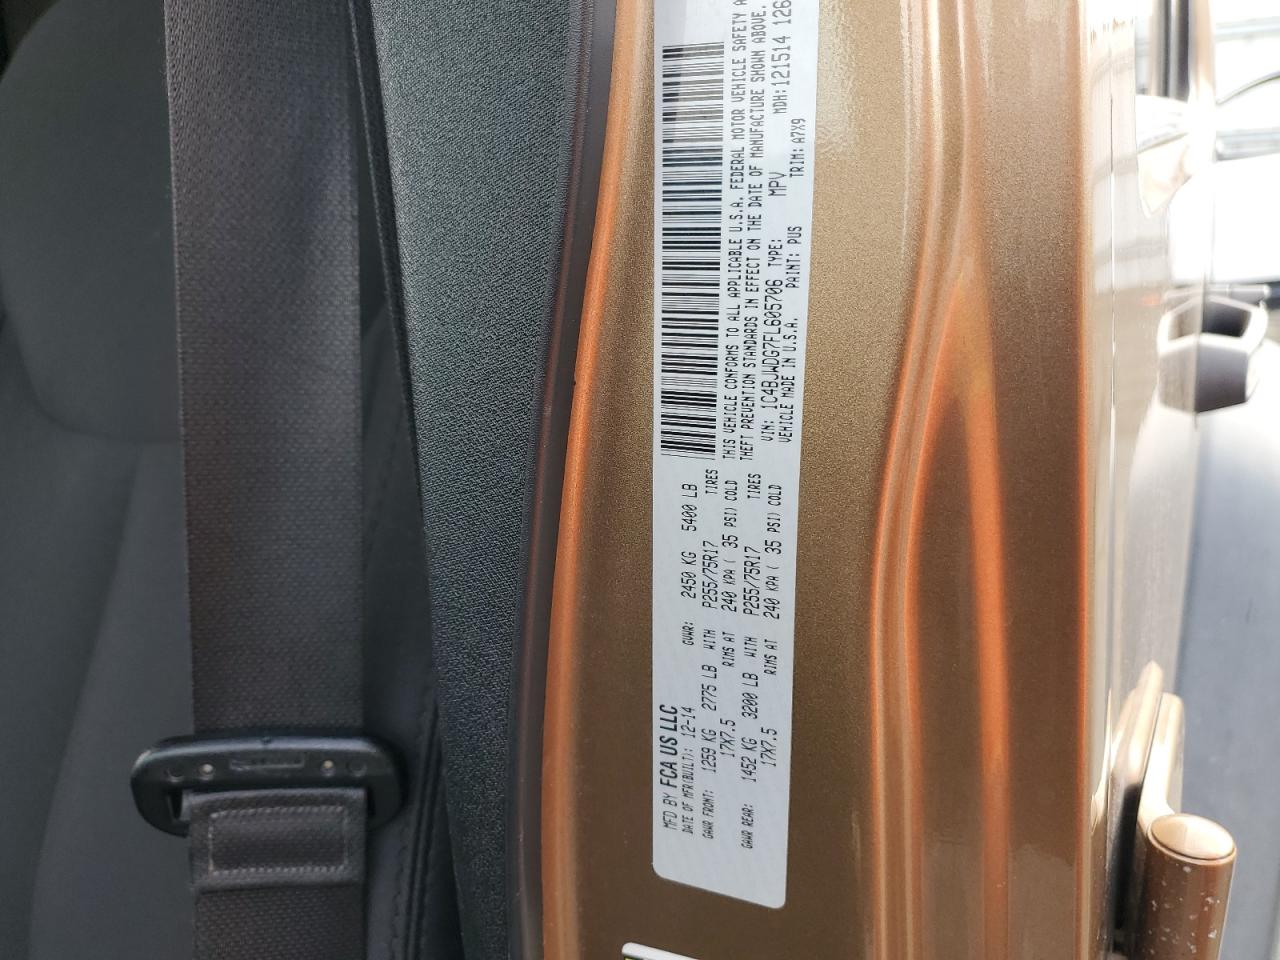 MFD BY FCA US LLC
DATE OF MFR(BUILT): 12-14 GVWR: 2450 KG 5400 LB
GAWR FRONT: 1259 KG 2775 LB WITH P255/75R17 TIRES
17X7.5 RIMS AT 240 KPA ( 35 PSI) COLD
GAWR REAR: 1452 KG 3200 LB WITH P255/75R17 TIRES
17X7.5 RIMS AT 240 KPA ( 35 PSI) COLD
THIS VEHICLE CONFORMS TO ALL APPLICABLE U.S.A. FEDERAL MOTOR VEHICLE SAFETY
THEFT PREVENTION STANDARDS IN EFFECT ON THE DATE OF MANUFACTURE SHOWN ABOVE.
VIN: 1C4BJWDG7FL605706 TYPE: MPV MDH: 121514 126
VEHICLE MADE IN U.S.A. PAINT: PUS TRIM: A7X9